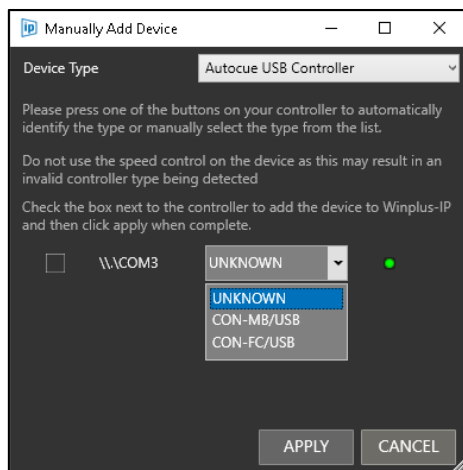 ip Manually Add Device
Device Type Autocue USB Controller
Please press one of the buttons on your controller to automatically
identify the type or manually select the type from the list.
Do not use the speed control on the device as this may result in an
invalid controller type being detected
Check the box next to the controller to add the device to Winplus-IP
and then click apply when complete.
\\.\COM3 UNKNOWN
UNKNOWN
CON-MB/USB
CON-FC/USB
APPLY CANCEL